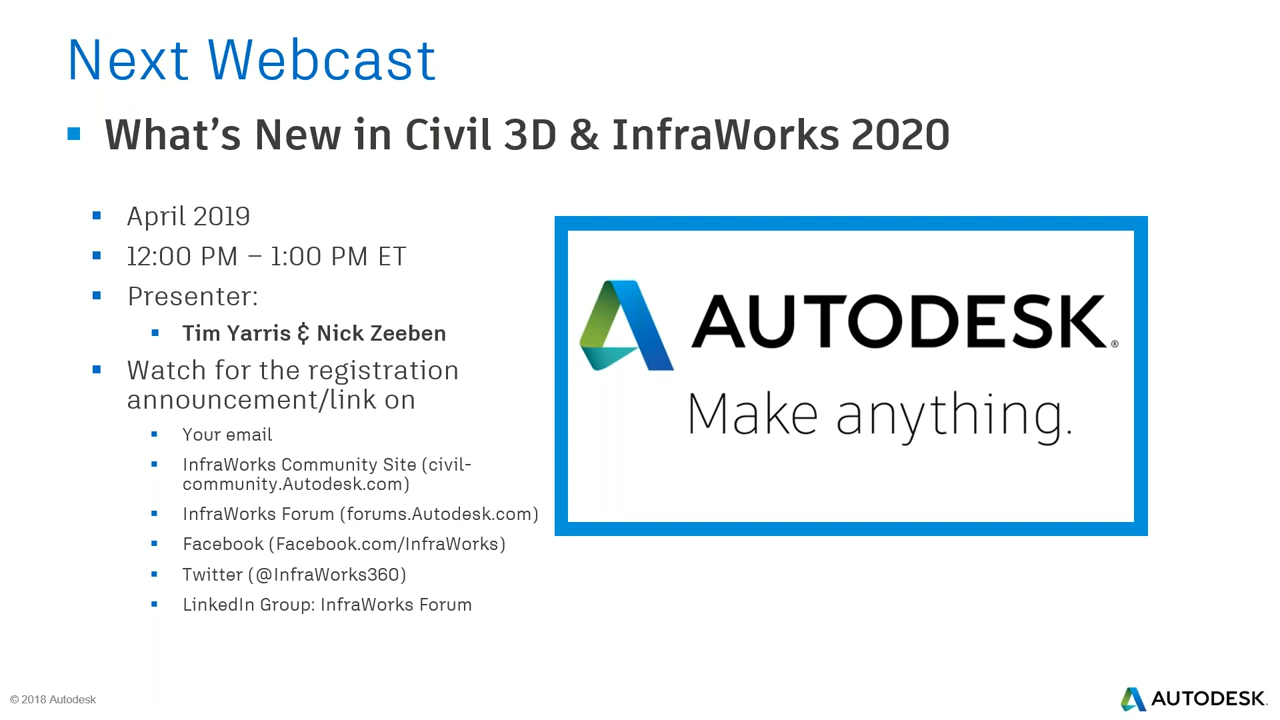 Next Webcast
What's New in Civil 3D & InfraWorks 2020
April 2019
12:00 PM – 1:00 PM ET
Presenter:
Tim Yarris & Nick Zeeben
Watch for the registration
announcement/link on
Your email
InfraWorks Community Site (civil-
community.Autodesk.com)
InfraWorks Forum (forums.Autodesk.com)
Facebook (Facebook.com/InfraWorks)
Twitter (@InfraWorks360)
LinkedIn Group: InfraWorks Forum
AUTODESK®
Make anything.
© 2018 Autodesk
AUTODESK.